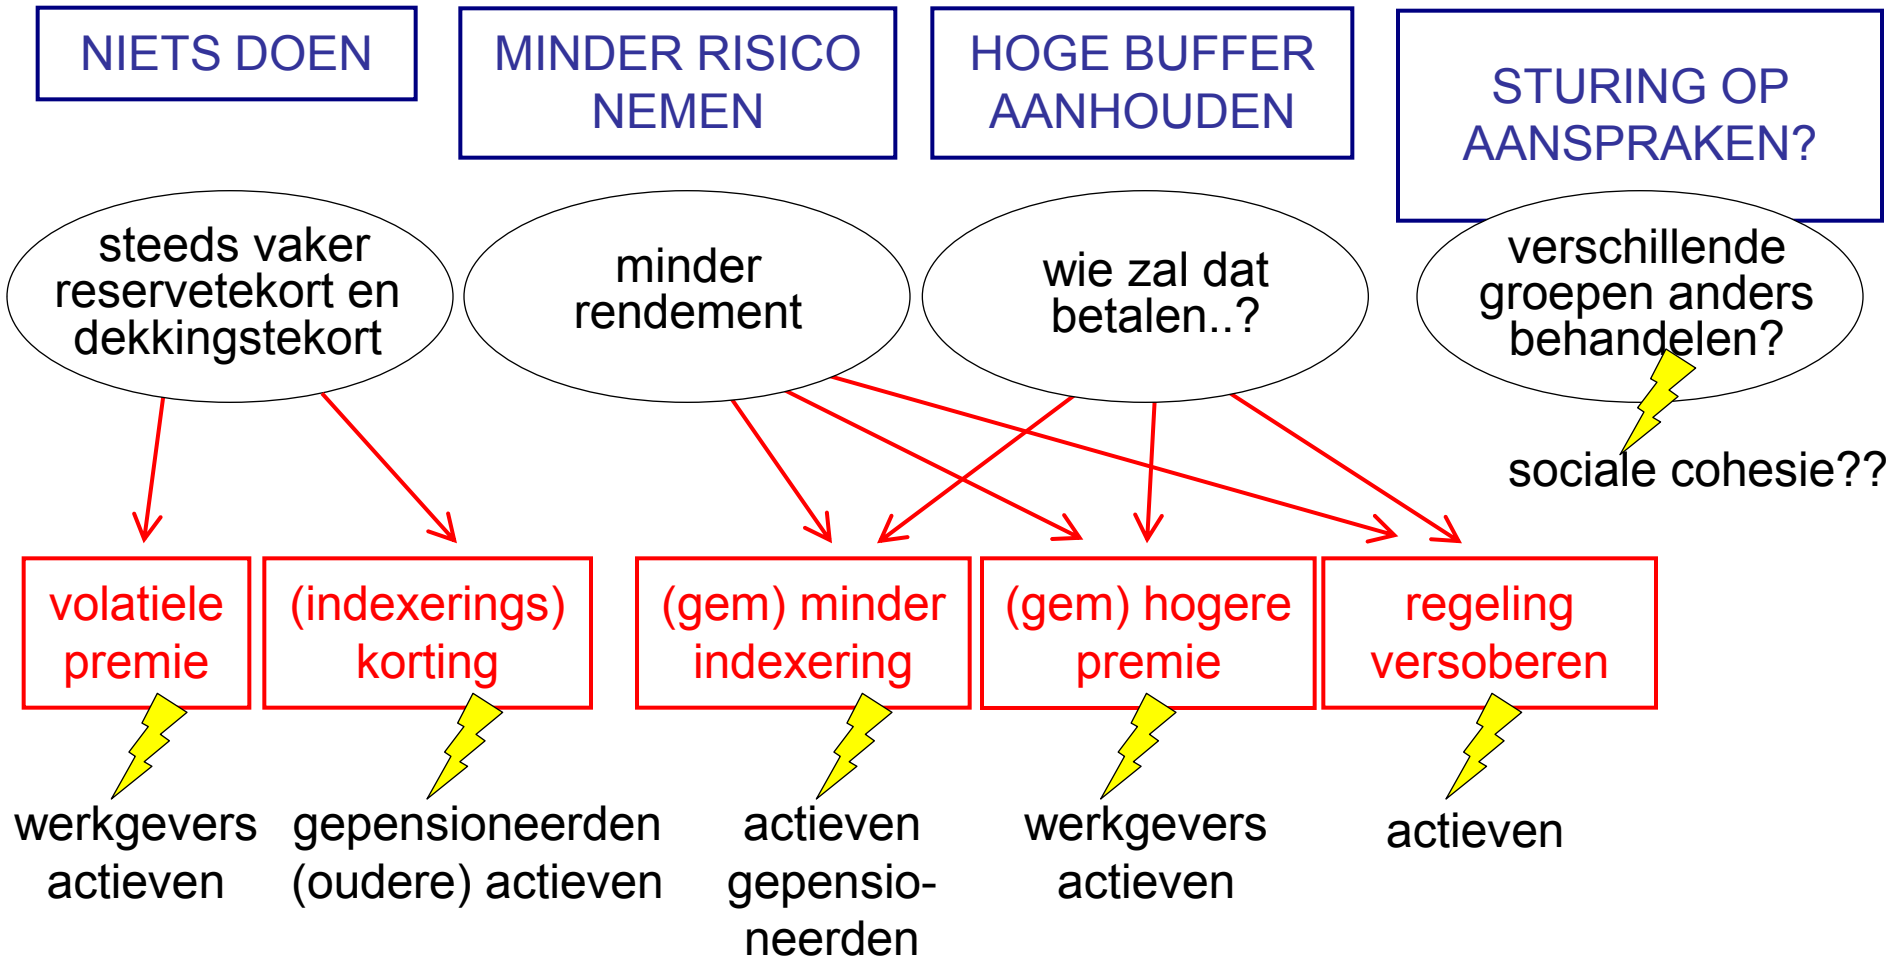 NIETS DOEN
MINDER RISICO
NEMEN
HOGE BUFFER
AANHOUDEN
STURING OP
AANSPRAKEN?
steeds vaker
reservetekort en
dekkingstekort
minder
rendement
wie zal dat
betalen..?
verschillende
groepen anders
behandelen?
sociale cohesie??
volatiele
premie
(indexerings)
korting
(gem) minder
indexering
(gem) hogere
premie
regeling
versoberen
werkgevers
actieven
gepensioneerden
(oudere) actieven
actieven
gepensio-
neerden
werkgevers
actieven
actieven